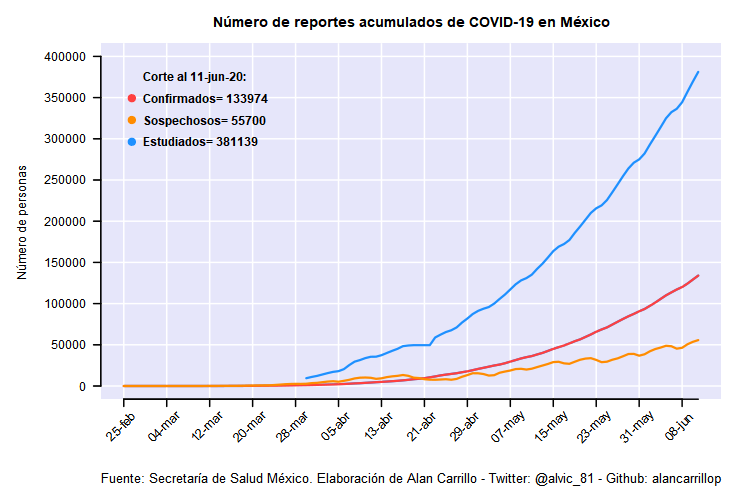 Número de reportes acumulados de COVID-19 en México
Número de personas
400000
350000
300000
250000
200000
150000
100000
50000
0
Corte al 11-jun-20:
Confirmados= 133974
Sospechosos= 55700
Estudiados= 381139
25-feb
04-mar
12-mar
20-mar
28-mar
05-abr
13-abr
21-abr
29-abr
07-may
15-may
23-may
31-may
08-jun
Fuente: Secretaría de Salud México. Elaboración de Alan Carrillo - Twitter: @alvic_81 - Github: alancarrillop